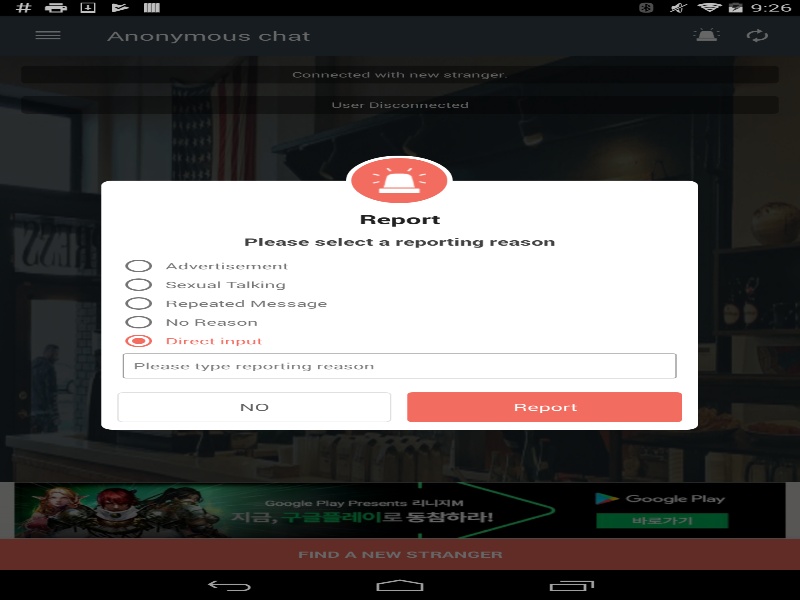 9:26
Anonymous chat
Connected with new stranger.
User Disconnected
Report
Please select a reporting reason
Advertisement
Sexual Talking
Repeated Message
No Reason
Direct input
Please type reporting reason
NO
Report
Google Play Presents 리니지M
지금, 구글플레이로 동참하라!
Google Play
바로가기
FIND A NEW STRANGER